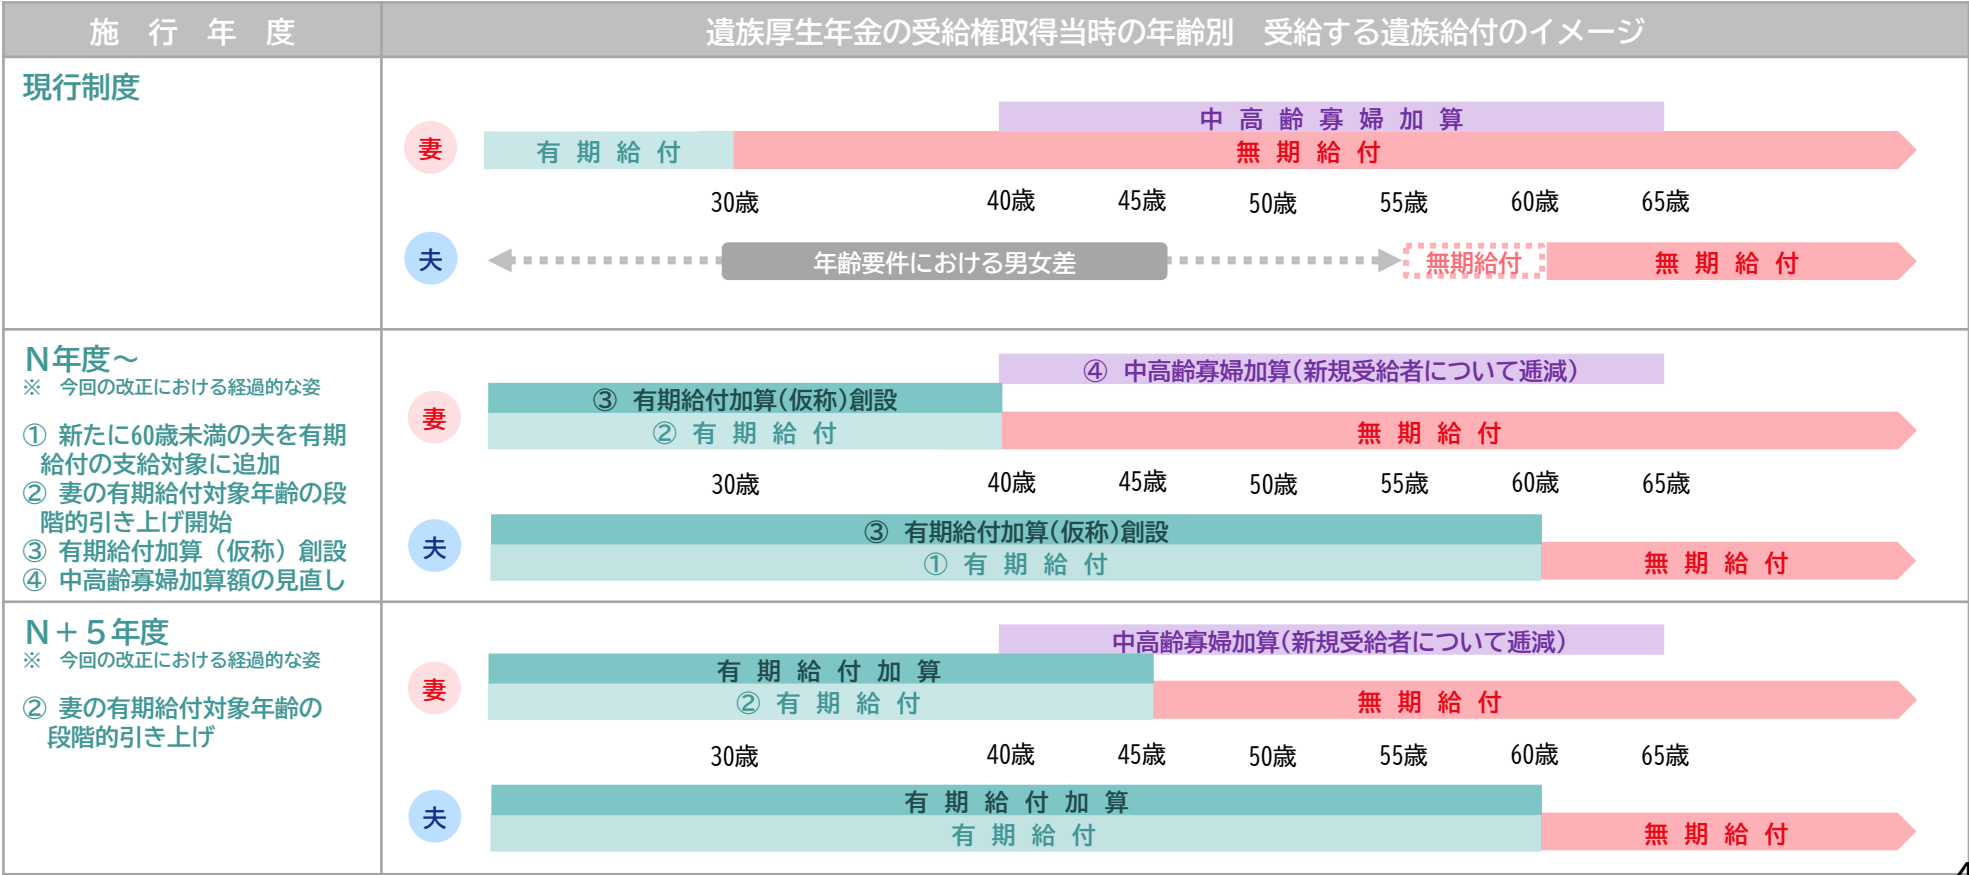 施 行 年 度
遺族厚生年金の受給権取得当時の年齢別　受給する遺族給付のイメージ
現行制度
中 高 齢 寡 婦 加 算
妻
有 期 給 付
無 期 給 付
30歳 40歳 45歳 50歳 55歳 60歳 65歳
夫
年齢要件における男女差
無期給付
無 期 給 付
N年度～
※　今回の改正における経過的な姿
① 新たに60歳未満の夫を有期
給付の支給対象に追加
② 妻の有期給付対象年齢の段
階的引き上げ開始
③ 有期給付加算（仮称）創設
④ 中高齢寡婦加算額の見直し
④ 中高齢寡婦加算(新規受給者について逓減)
③ 有期給付加算(仮称)創設
妻
② 有 期 給 付
無 期 給 付
30歳 40歳 45歳 50歳 55歳 60歳 65歳
③ 有期給付加算(仮称)創設
夫
① 有 期 給 付
無 期 給 付
N＋５年度
※　今回の改正における経過的な姿
② 妻の有期給付対象年齢の
段階的引き上げ
中高齢寡婦加算(新規受給者について逓減)
有 期 給 付 加 算
妻
② 有 期 給 付
無 期 給 付
30歳 40歳 45歳 50歳 55歳 60歳 65歳
有 期 給 付 加 算
夫
有 期 給 付
無 期 給 付